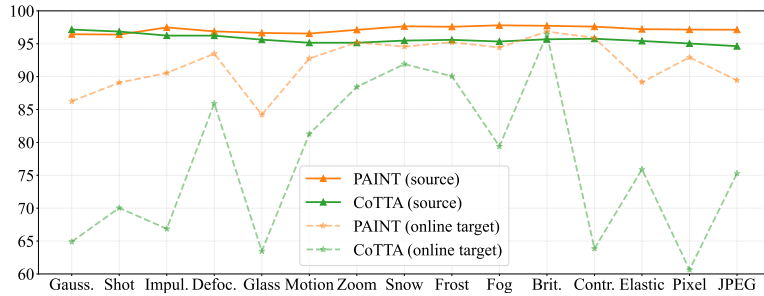 100
95
90
85
80
75
70
65
60
PAINT (source)
CoTTA (source)
PAINT (online target)
CoTTA (online target)
Gauss. Shot Impul. Defoc. Glass Motion Zoom Snow Frost Fog Brit. Contr. Elastic Pixel JPEG